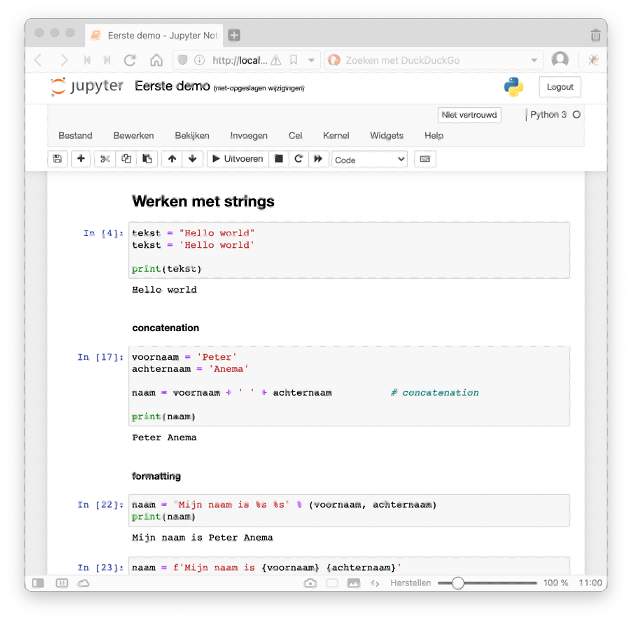 Eerste demo - Jupyter Not
http://local...
Zoeken met DuckDuckGo
jupyter Eerste demo (niet-opgeslagen wijzigingen)
Logout
Niet vertrouwd
Python 3
Bestand Bewerken Bekijken Invoegen Cel Kernel Widgets Help
Uitvoeren
Code
Werken met strings
In [4]: tekst = "Hello world"
tekst = 'Hello world'
print(tekst)
Hello world
concatenation
In [17]: voornaam = 'Peter'
achternaam = 'Anema'
naam = voornaam + ' ' + achternaam # concatenation
print(naam)
Peter Anema
formatting
In [22]: naam = 'Mijn naam is %s %s' % (voornaam, achternaam)
print(naam)
Mijn naam is Peter Anema
In [23]: naam = f'Mijn naam is {voornaam} {achternaam}'
Herstellen 100 % 11:00